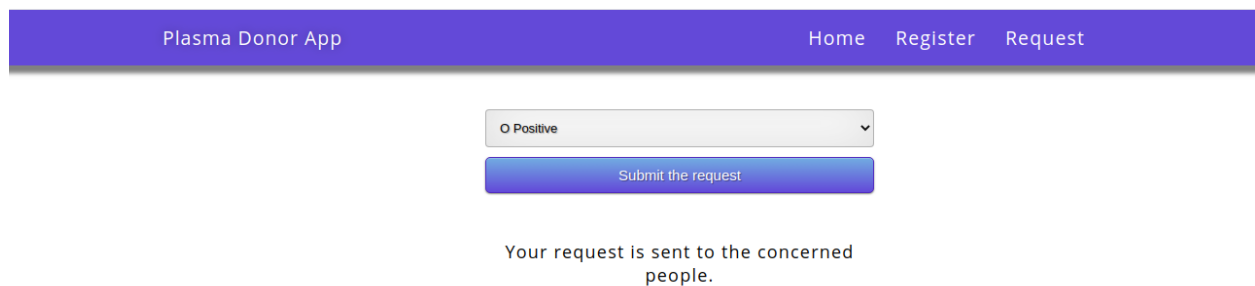 Plasma Donor App Home Register Request
O Positive
Submit the request
Your request is sent to the concerned
people.